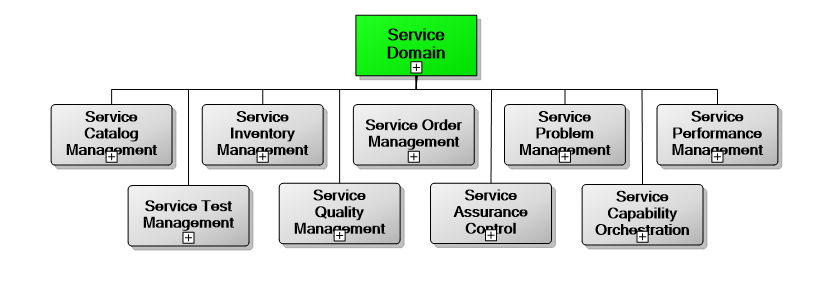 Service
Domain
Service
Catalog
Management
Service
Inventory
Management
Service Order
Management
Service
Problem
Management
Service
Performance
Management
Service Test
Management
Service
Quality
Management
Service
Assurance
Control
Service
Capability
Orchestration